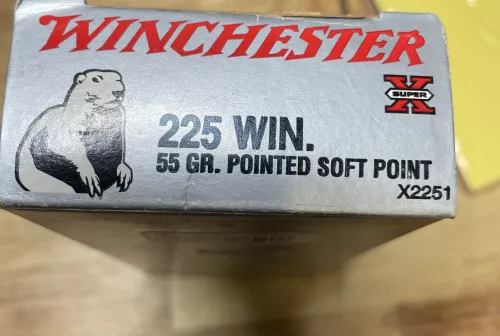 WINCHESTER
SUPER X
225 WIN.
55 GR. POINTED SOFT POINT
X2251